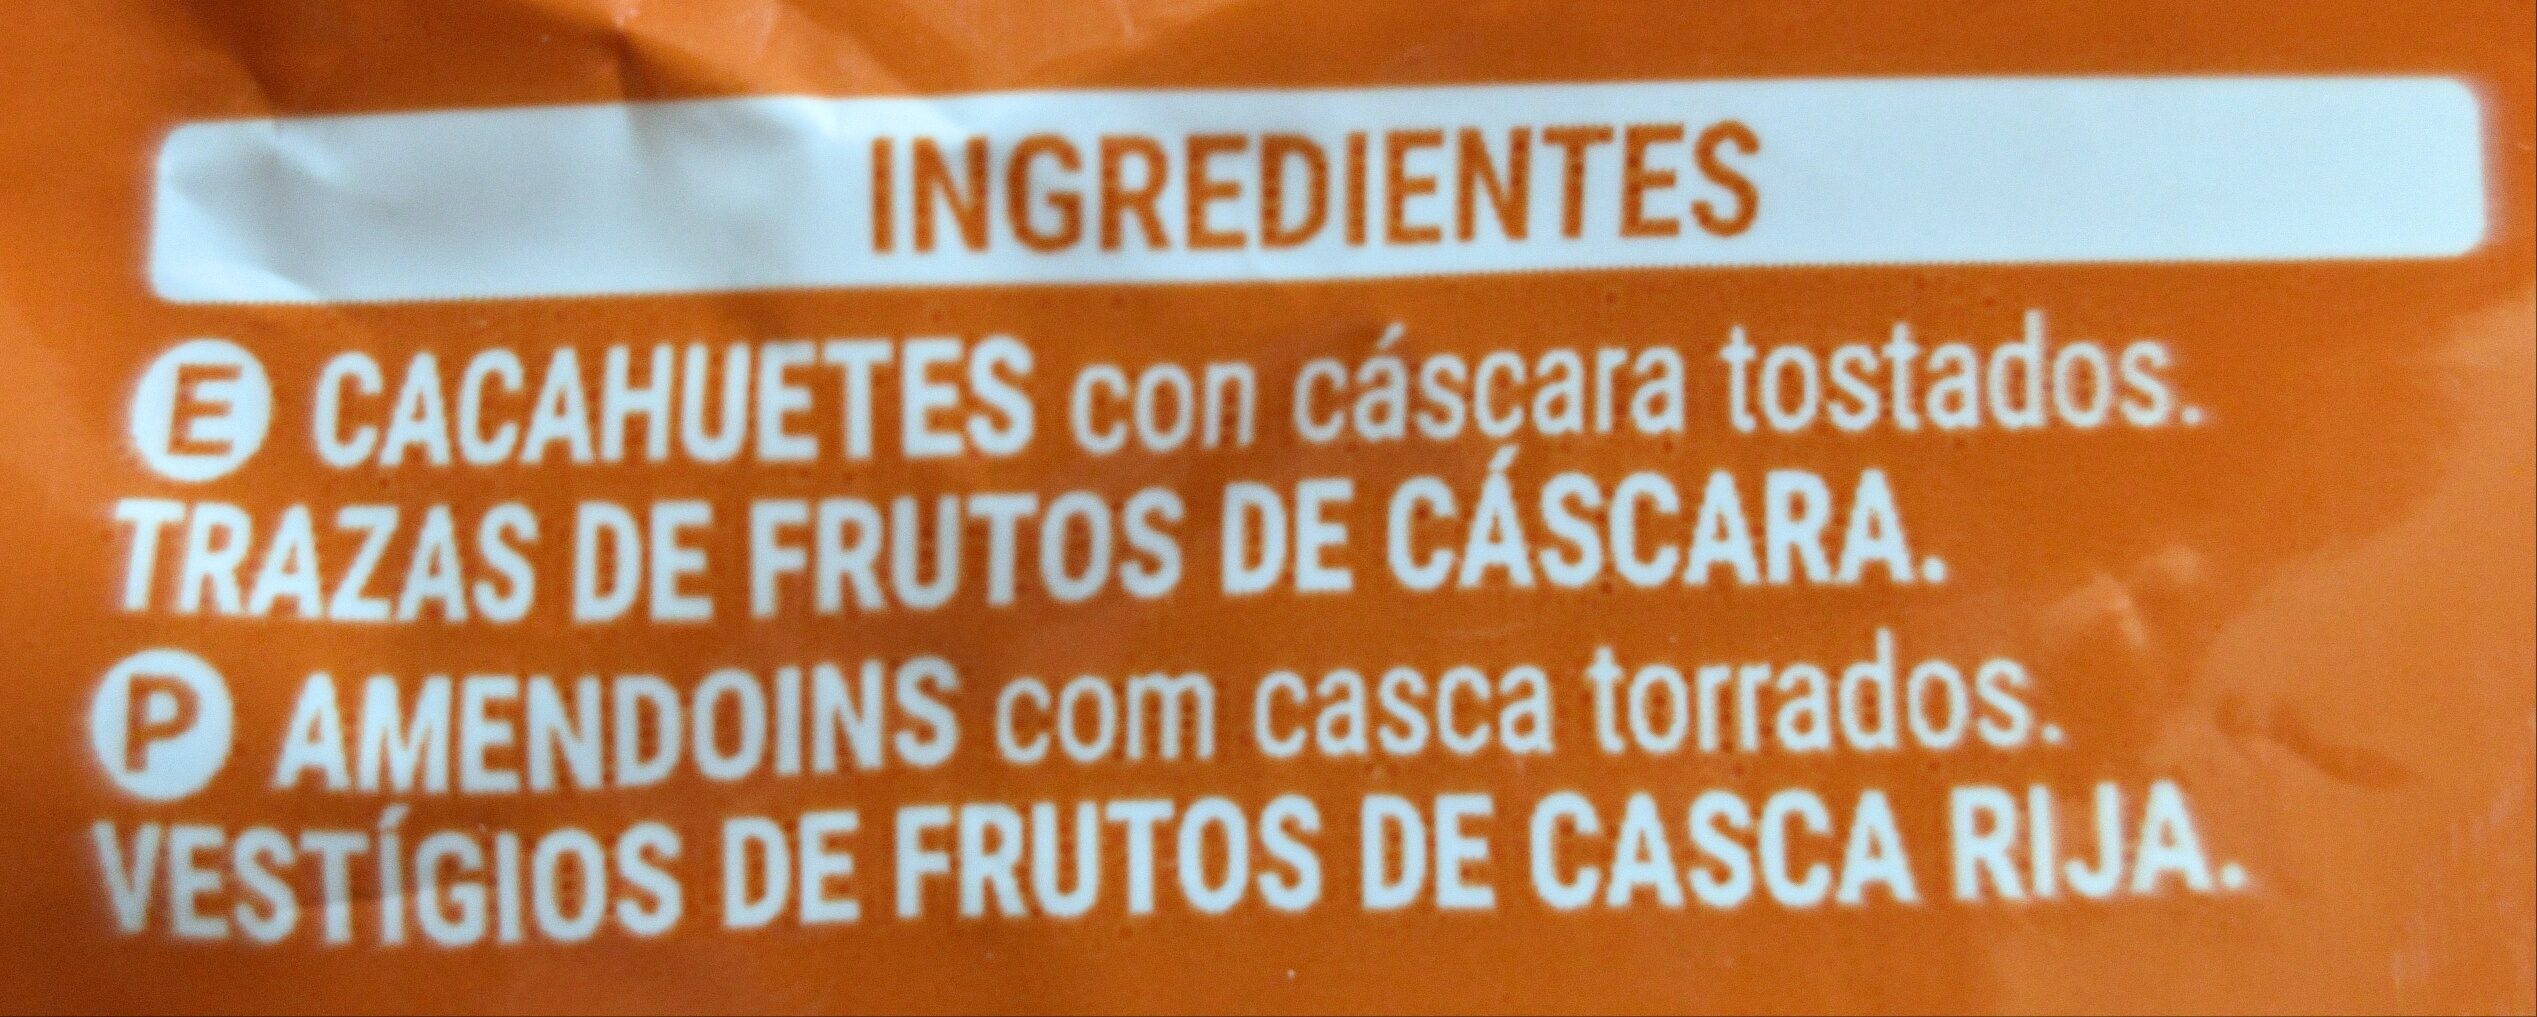 INGREDIENTES
E CACAHUETES con cáscara tostados.
TRAZAS DE FRUTOS DE CÁSCARA.
P AMENDOINS com casca torrados.
VESTÍGIOS DE FRUTOS DE CASCA RIJA.